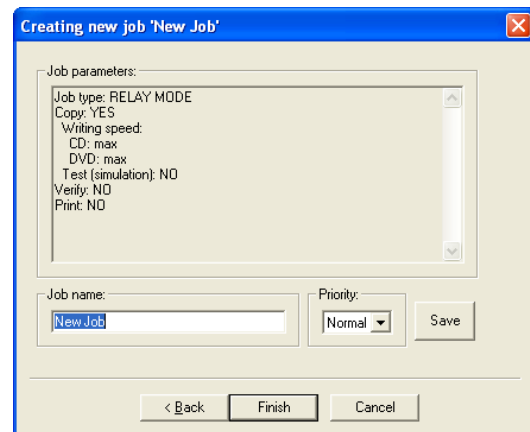 Creating new job 'New Job'
Job parameters:
Job type: RELAY MODE
Copy: YES
Writing speed:
CD: max
DVD: max
Test (simulation): NO
Verify: NO
Print: NO
Job name:
Priority:
New Job
Normal
Save
< Back
Finish
Cancel